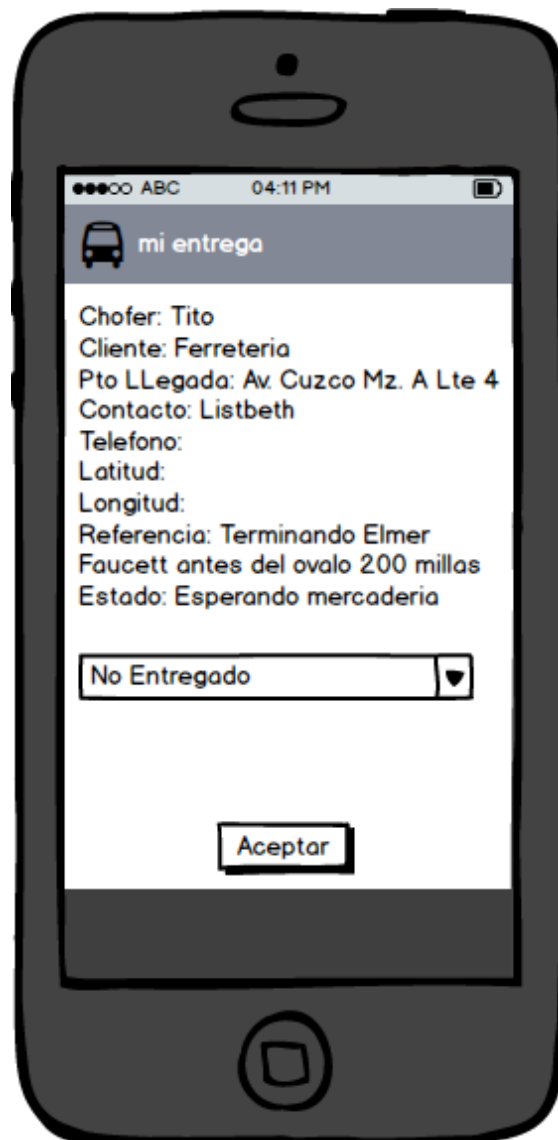 ABC 04:11 PM
mi entrega
Chofer: Tito
Cliente: Ferreteria
Pto LLegada: Av. Cuzco Mz. A Lte 4
Contacto: Listbeth
Telefono:
Latitud:
Longitud:
Referencia: Terminando Elmer
Faucett antes del ovalo 200 millas
Estado: Esperando mercaderia
No Entregado
Aceptar